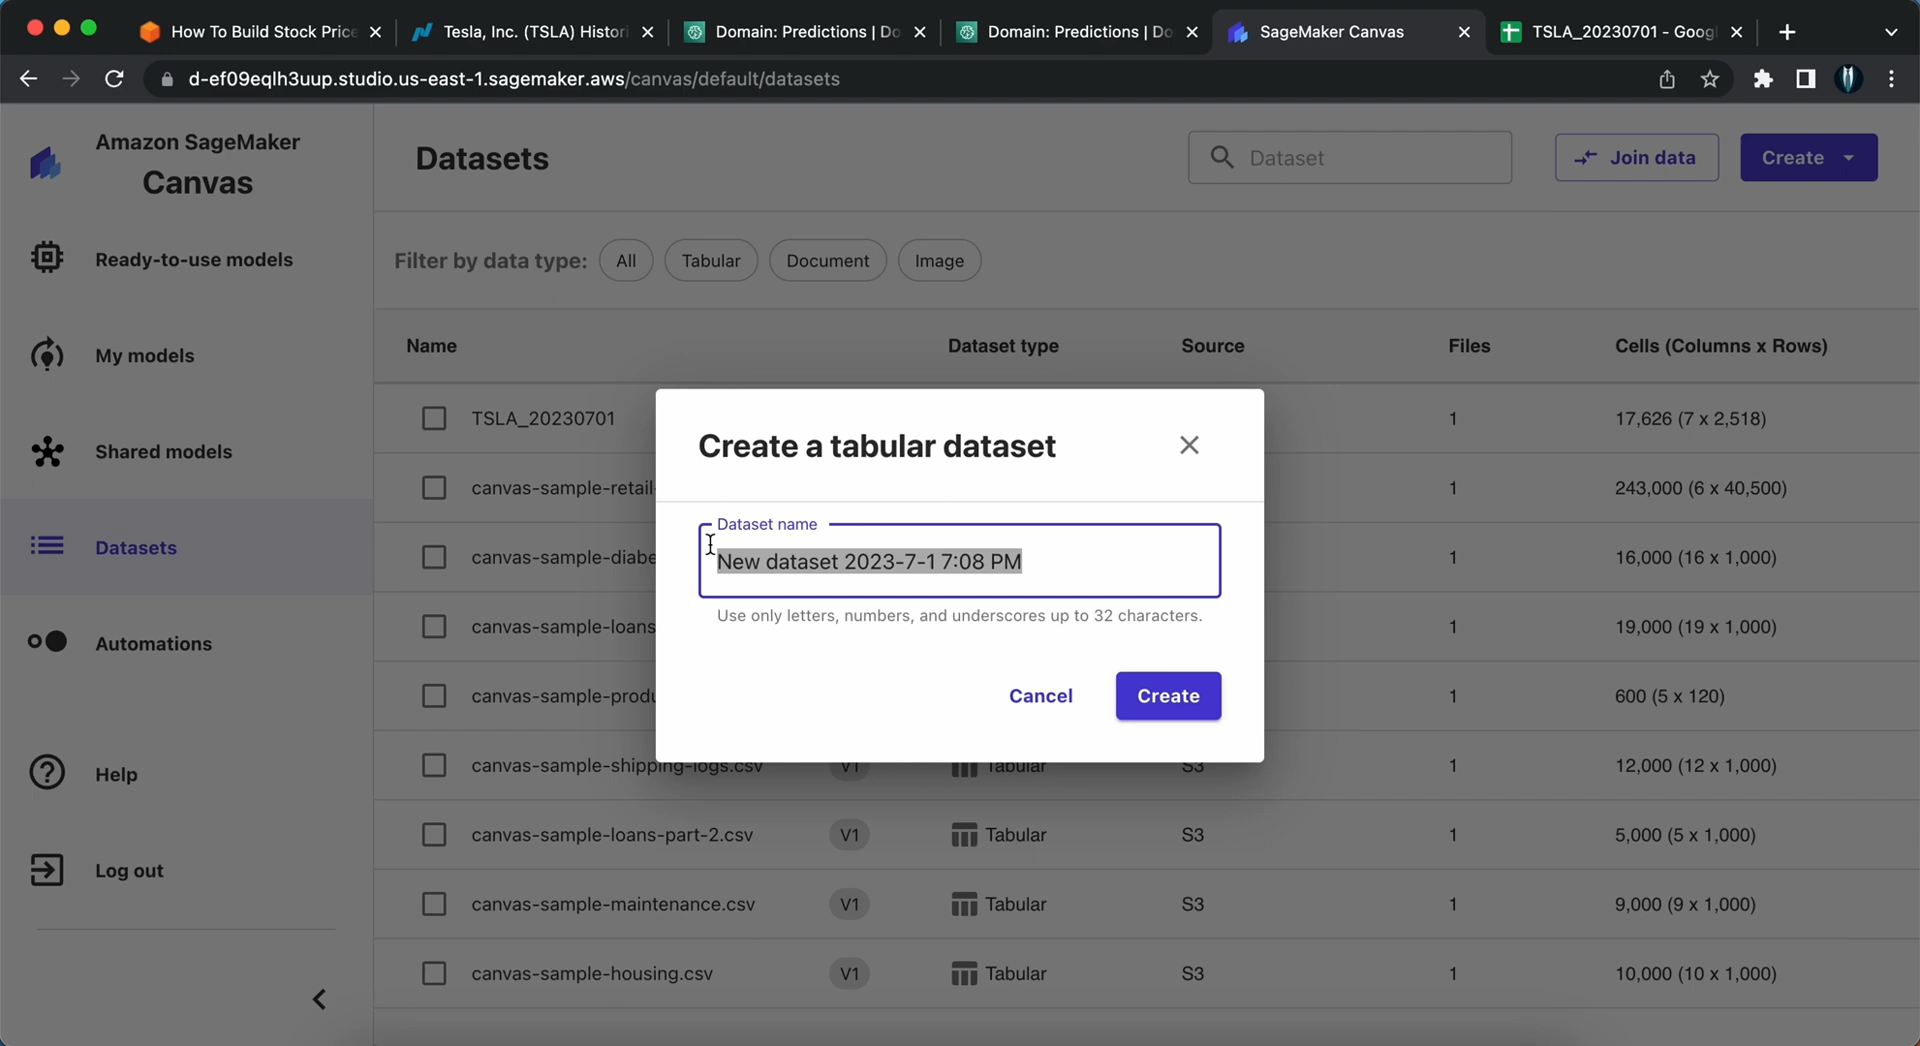 How To Build Stock Price
Tesla, Inc. (TSLA) Histori
Domain: Predictions | Do
Domain: Predictions | Do
SageMaker Canvas
TSLA_20230701 - Googl
d-ef09eqlh3uup.studio.us-east-1.sagemaker.aws/canvas/default/datasets
Amazon SageMaker
Canvas
Ready-to-use models
My models
Shared models
Datasets
Automations
Help
Log out
Datasets
Dataset
Join data
Create
Filter by data type: All Tabular Document Image
Name Dataset type Source Files Cells (Columns x Rows)
TSLA_20230701 1 17,626 (7 x 2,518)
canvas-sample-retail- 1 243,000 (6 x 40,500)
canvas-sample-diabe 1 16,000 (16 x 1,000)
canvas-sample-loans 1 19,000 (19 x 1,000)
canvas-sample-produ 1 600 (5 x 120)
canvas-sample-shipping-logs.csv V1 Tabular S3 1 12,000 (12 x 1,000)
canvas-sample-loans-part-2.csv V1 Tabular S3 1 5,000 (5 x 1,000)
canvas-sample-maintenance.csv V1 Tabular S3 1 9,000 (9 x 1,000)
canvas-sample-housing.csv V1 Tabular S3 1 10,000 (10 x 1,000)
Create a tabular dataset
Dataset name
New dataset 2023-7-1 7:08 PM
Use only letters, numbers, and underscores up to 32 characters.
Cancel
Create